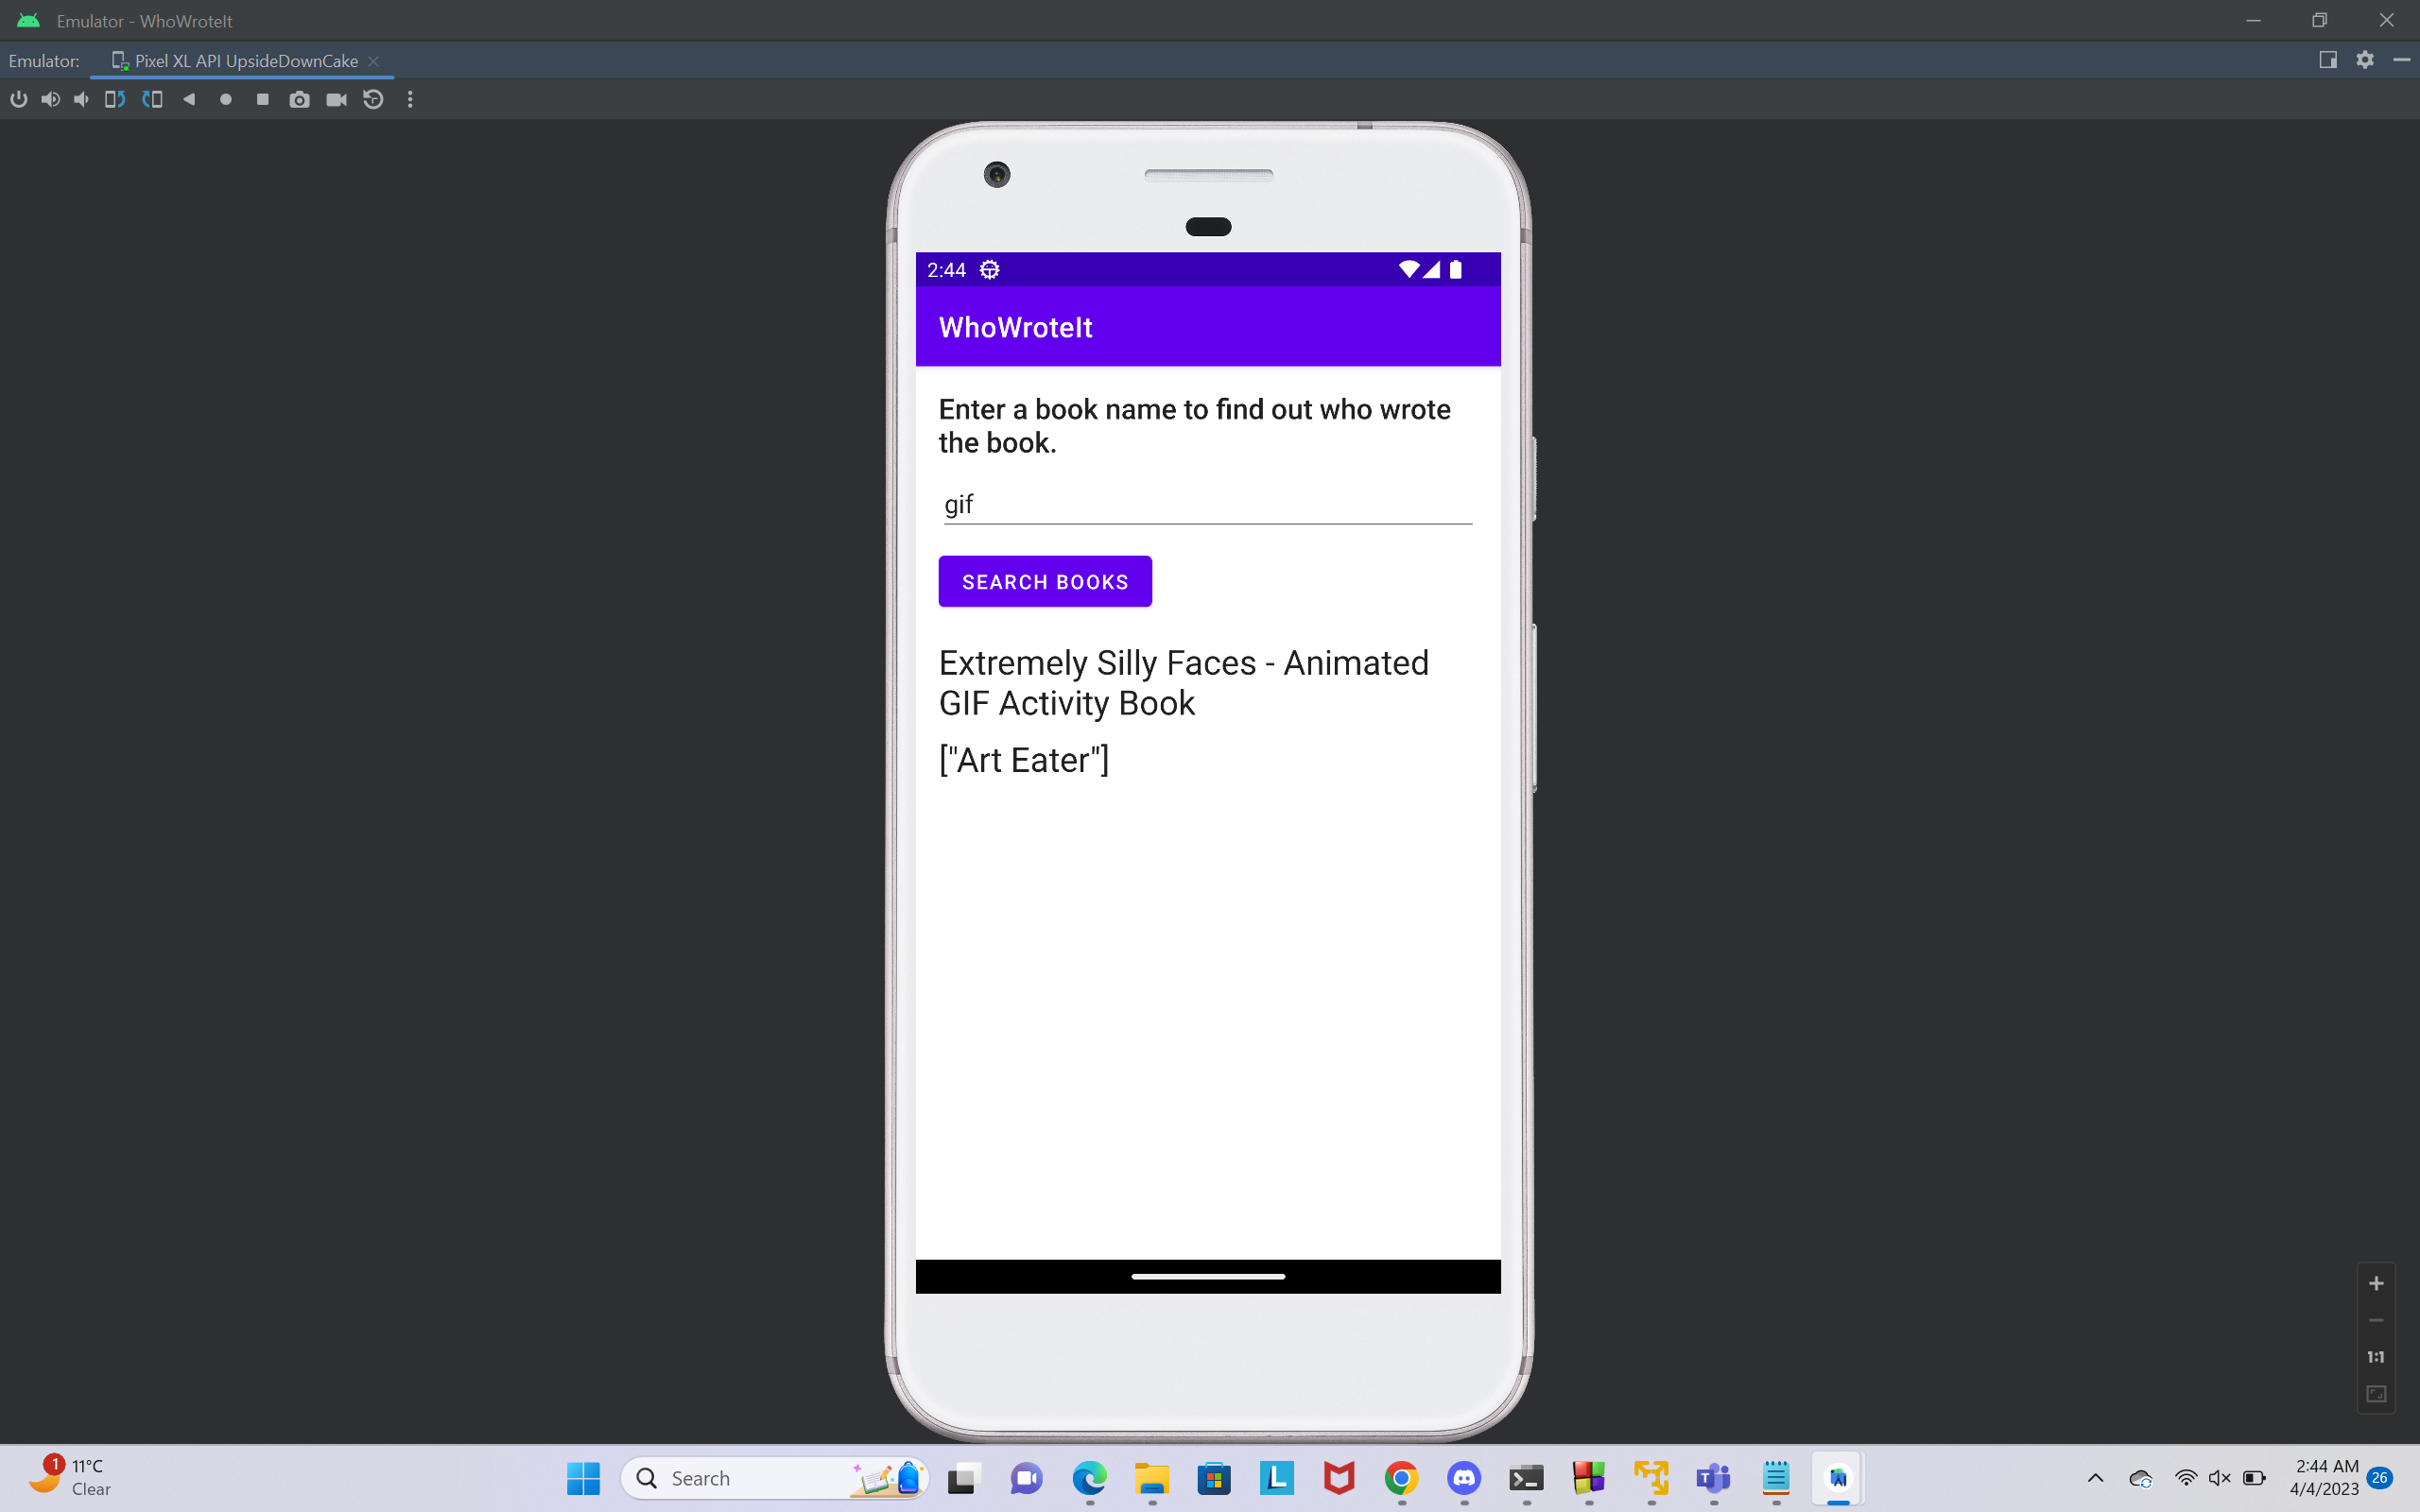 Emulator - WhoWroteIt
Emulator: Pixel XL API UpsideDownCake
2:44
WhoWroteIt
Enter a book name to find out who wrote
the book.
gif
SEARCH BOOKS
Extremely Silly Faces - Animated
GIF Activity Book
["Art Eater"]
1:1
1
11°C
Clear
Search
2:44 AM
4/4/2023
26